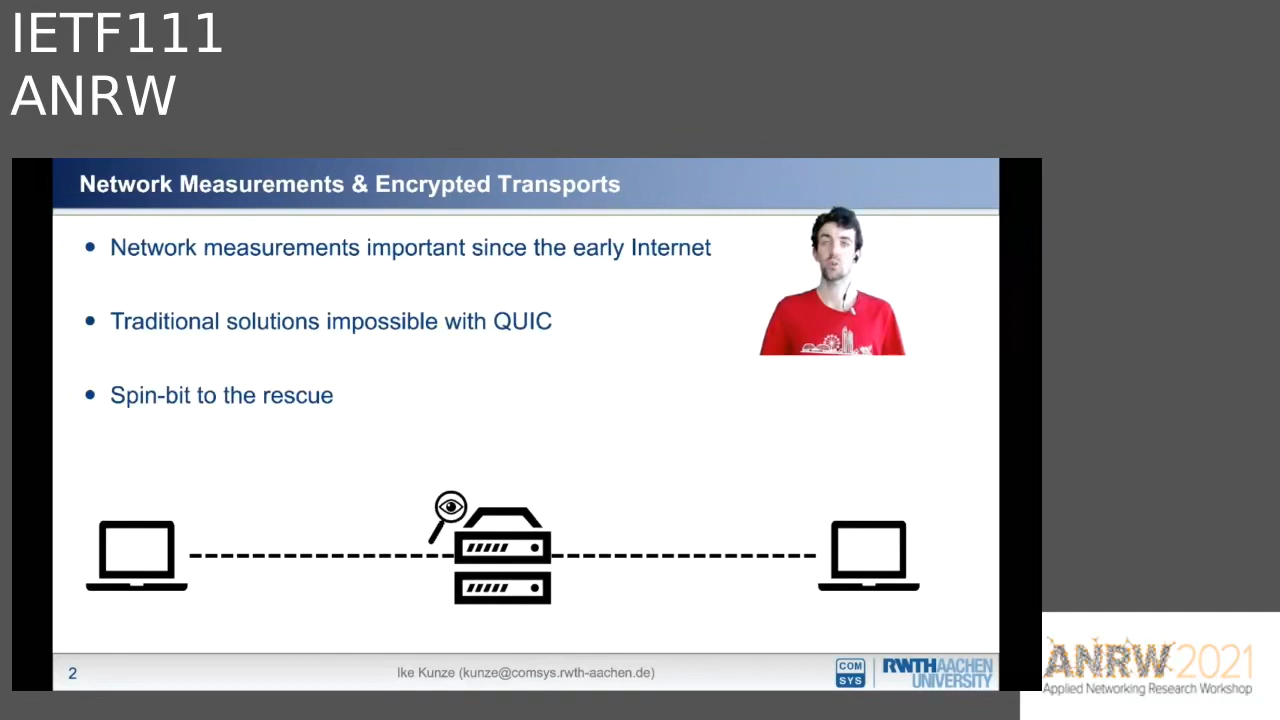 IETF111
ANRW
Network Measurements & Encrypted Transports
Network measurements important since the early Internet
Traditional solutions impossible with QUIC
Spin-bit to the rescue
2
Ike Kunze (kunze@comsys.rwth-aachen.de)
COM
SYS
RWTHAACHEN
UNIVERSITY
ANRW2021
Applied Networking Research Workshop